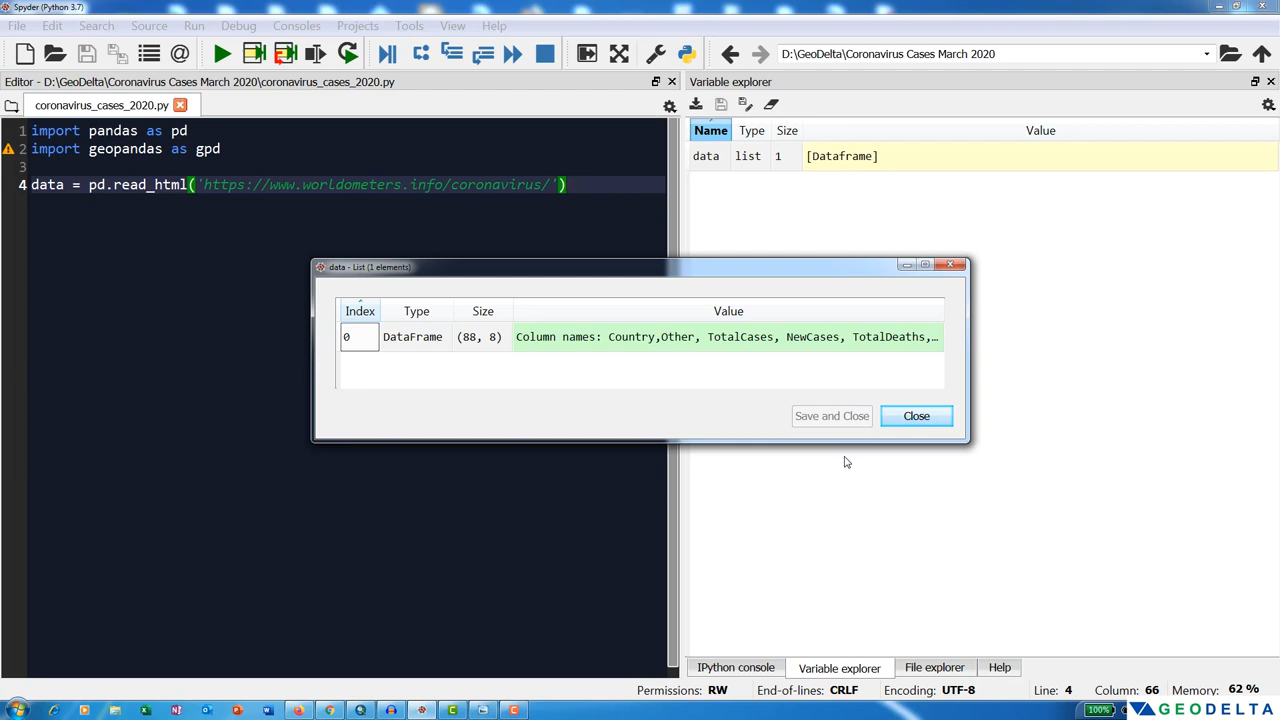 Spyder (Python 3.7)
File Edit Search Source Run Debug Consoles Projects Tools View Help
D:\GeoDelta\Coronavirus Cases March 2020
Editor - D:\GeoDelta\Coronavirus Cases March 2020\coronavirus_cases_2020.py
Variable explorer
coronavirus_cases_2020.py
1 import pandas as pd
2 import geopandas as gpd
3
4 data = pd.read_html('https://www.worldometers.info/coronavirus/')
Name Type Size Value
data list 1 [Dataframe]
data - List (1 elements)
Index Type Size Value
0 DataFrame (88, 8) Column names: Country,Other, TotalCases, NewCases, TotalDeaths,…
Save and Close Close
IPython console Variable explorer File explorer Help
Permissions: RW End-of-lines: CRLF Encoding: UTF-8 Line: 4 Column: 66 Memory: 62 %
100%
GEODELTA